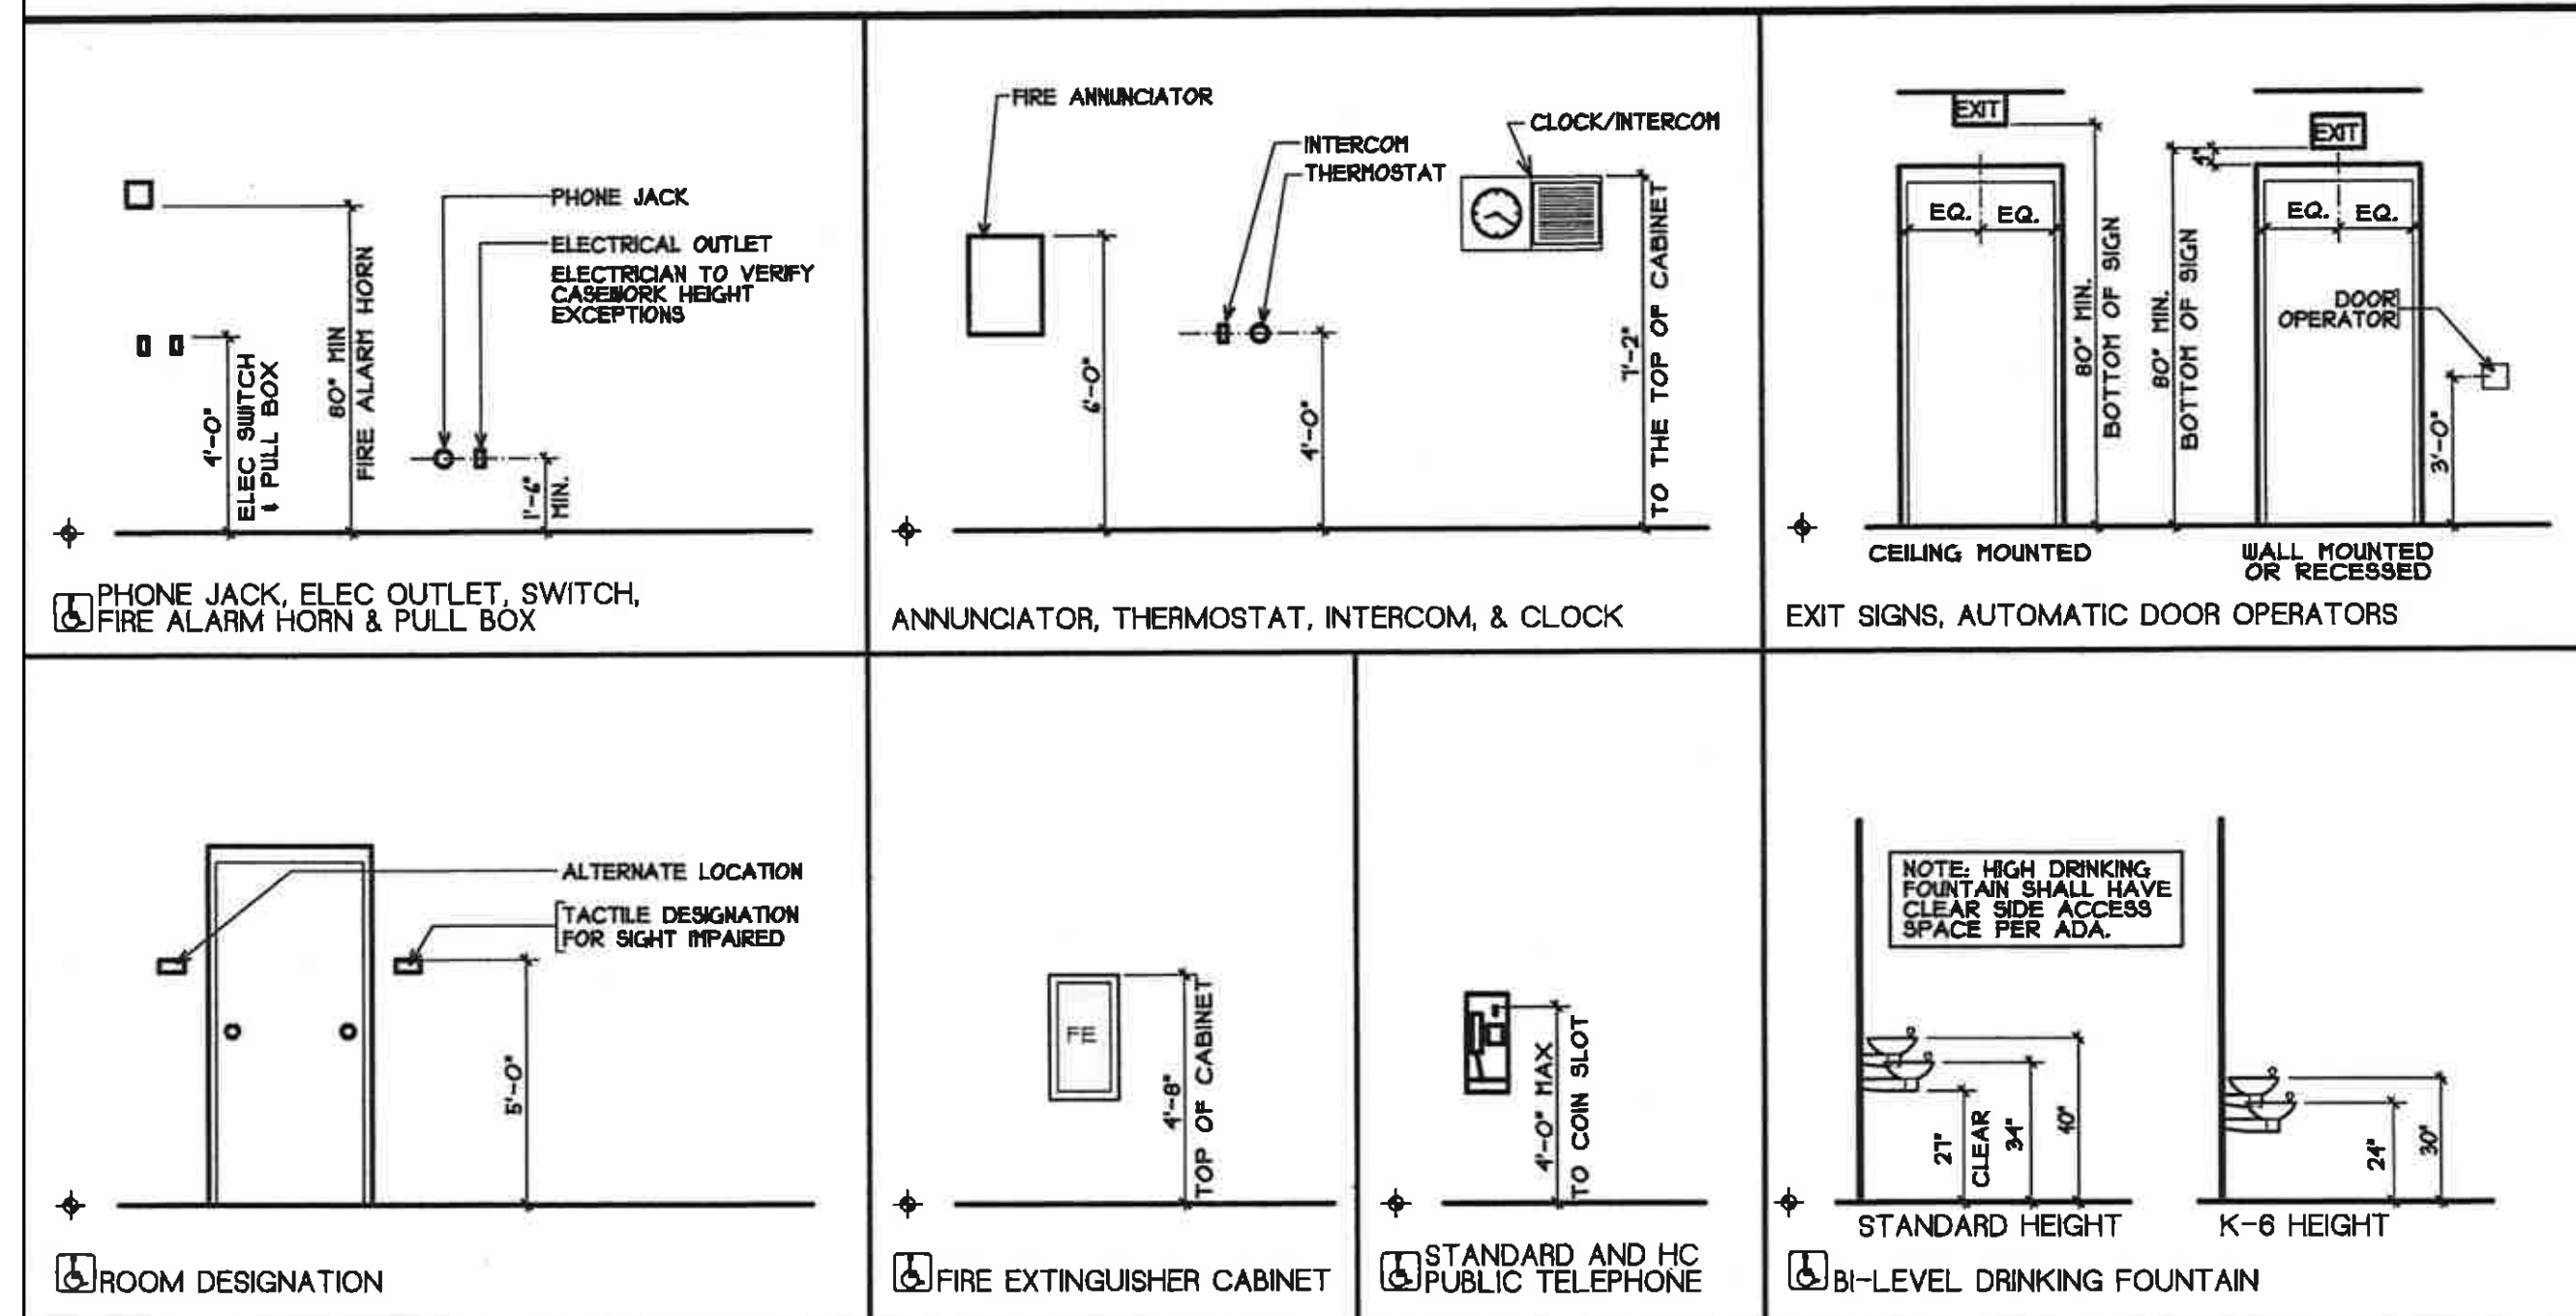 PHONE JACK
ELECTRICAL OUTLET
ELECTRICIAN TO VERIFY
CASEWORK HEIGHT
EXCEPTIONS
4'-0"
ELEC SWITCH
& PULL BOX
80" MIN
FIRE ALARM HORN
1'-6"
MIN.
PHONE JACK, ELEC OUTLET, SWITCH,
FIRE ALARM HORN & PULL BOX
FIRE ANNUNCIATOR
INTERCOM
THERMOSTAT
CLOCK/INTERCOM
6'-0"
4'-0"
7'-2"
TO THE TOP OF CABINET
ANNUNCIATOR, THERMOSTAT, INTERCOM, & CLOCK
EXIT
EQ. EQ.
80" MIN.
BOTTOM OF SIGN
CEILING MOUNTED
EXIT
4"
EQ. EQ.
80" MIN.
BOTTOM OF SIGN
DOOR
OPERATOR
3'-0"
WALL MOUNTED
OR RECESSED
EXIT SIGNS, AUTOMATIC DOOR OPERATORS
ALTERNATE LOCATION
TACTILE DESIGNATION
FOR SIGHT IMPAIRED
5'-0"
ROOM DESIGNATION
FE
4'-8"
TOP OF CABINET
FIRE EXTINGUISHER CABINET
4'-0" MAX
TO COIN SLOT
STANDARD AND HC
PUBLIC TELEPHONE
NOTE: HIGH DRINKING
FOUNTAIN SHALL HAVE
CLEAR SIDE ACCESS
SPACE PER ADA.
27"
CLEAR
34"
40"
STANDARD HEIGHT
24"
30"
K-6 HEIGHT
BI-LEVEL DRINKING FOUNTAIN